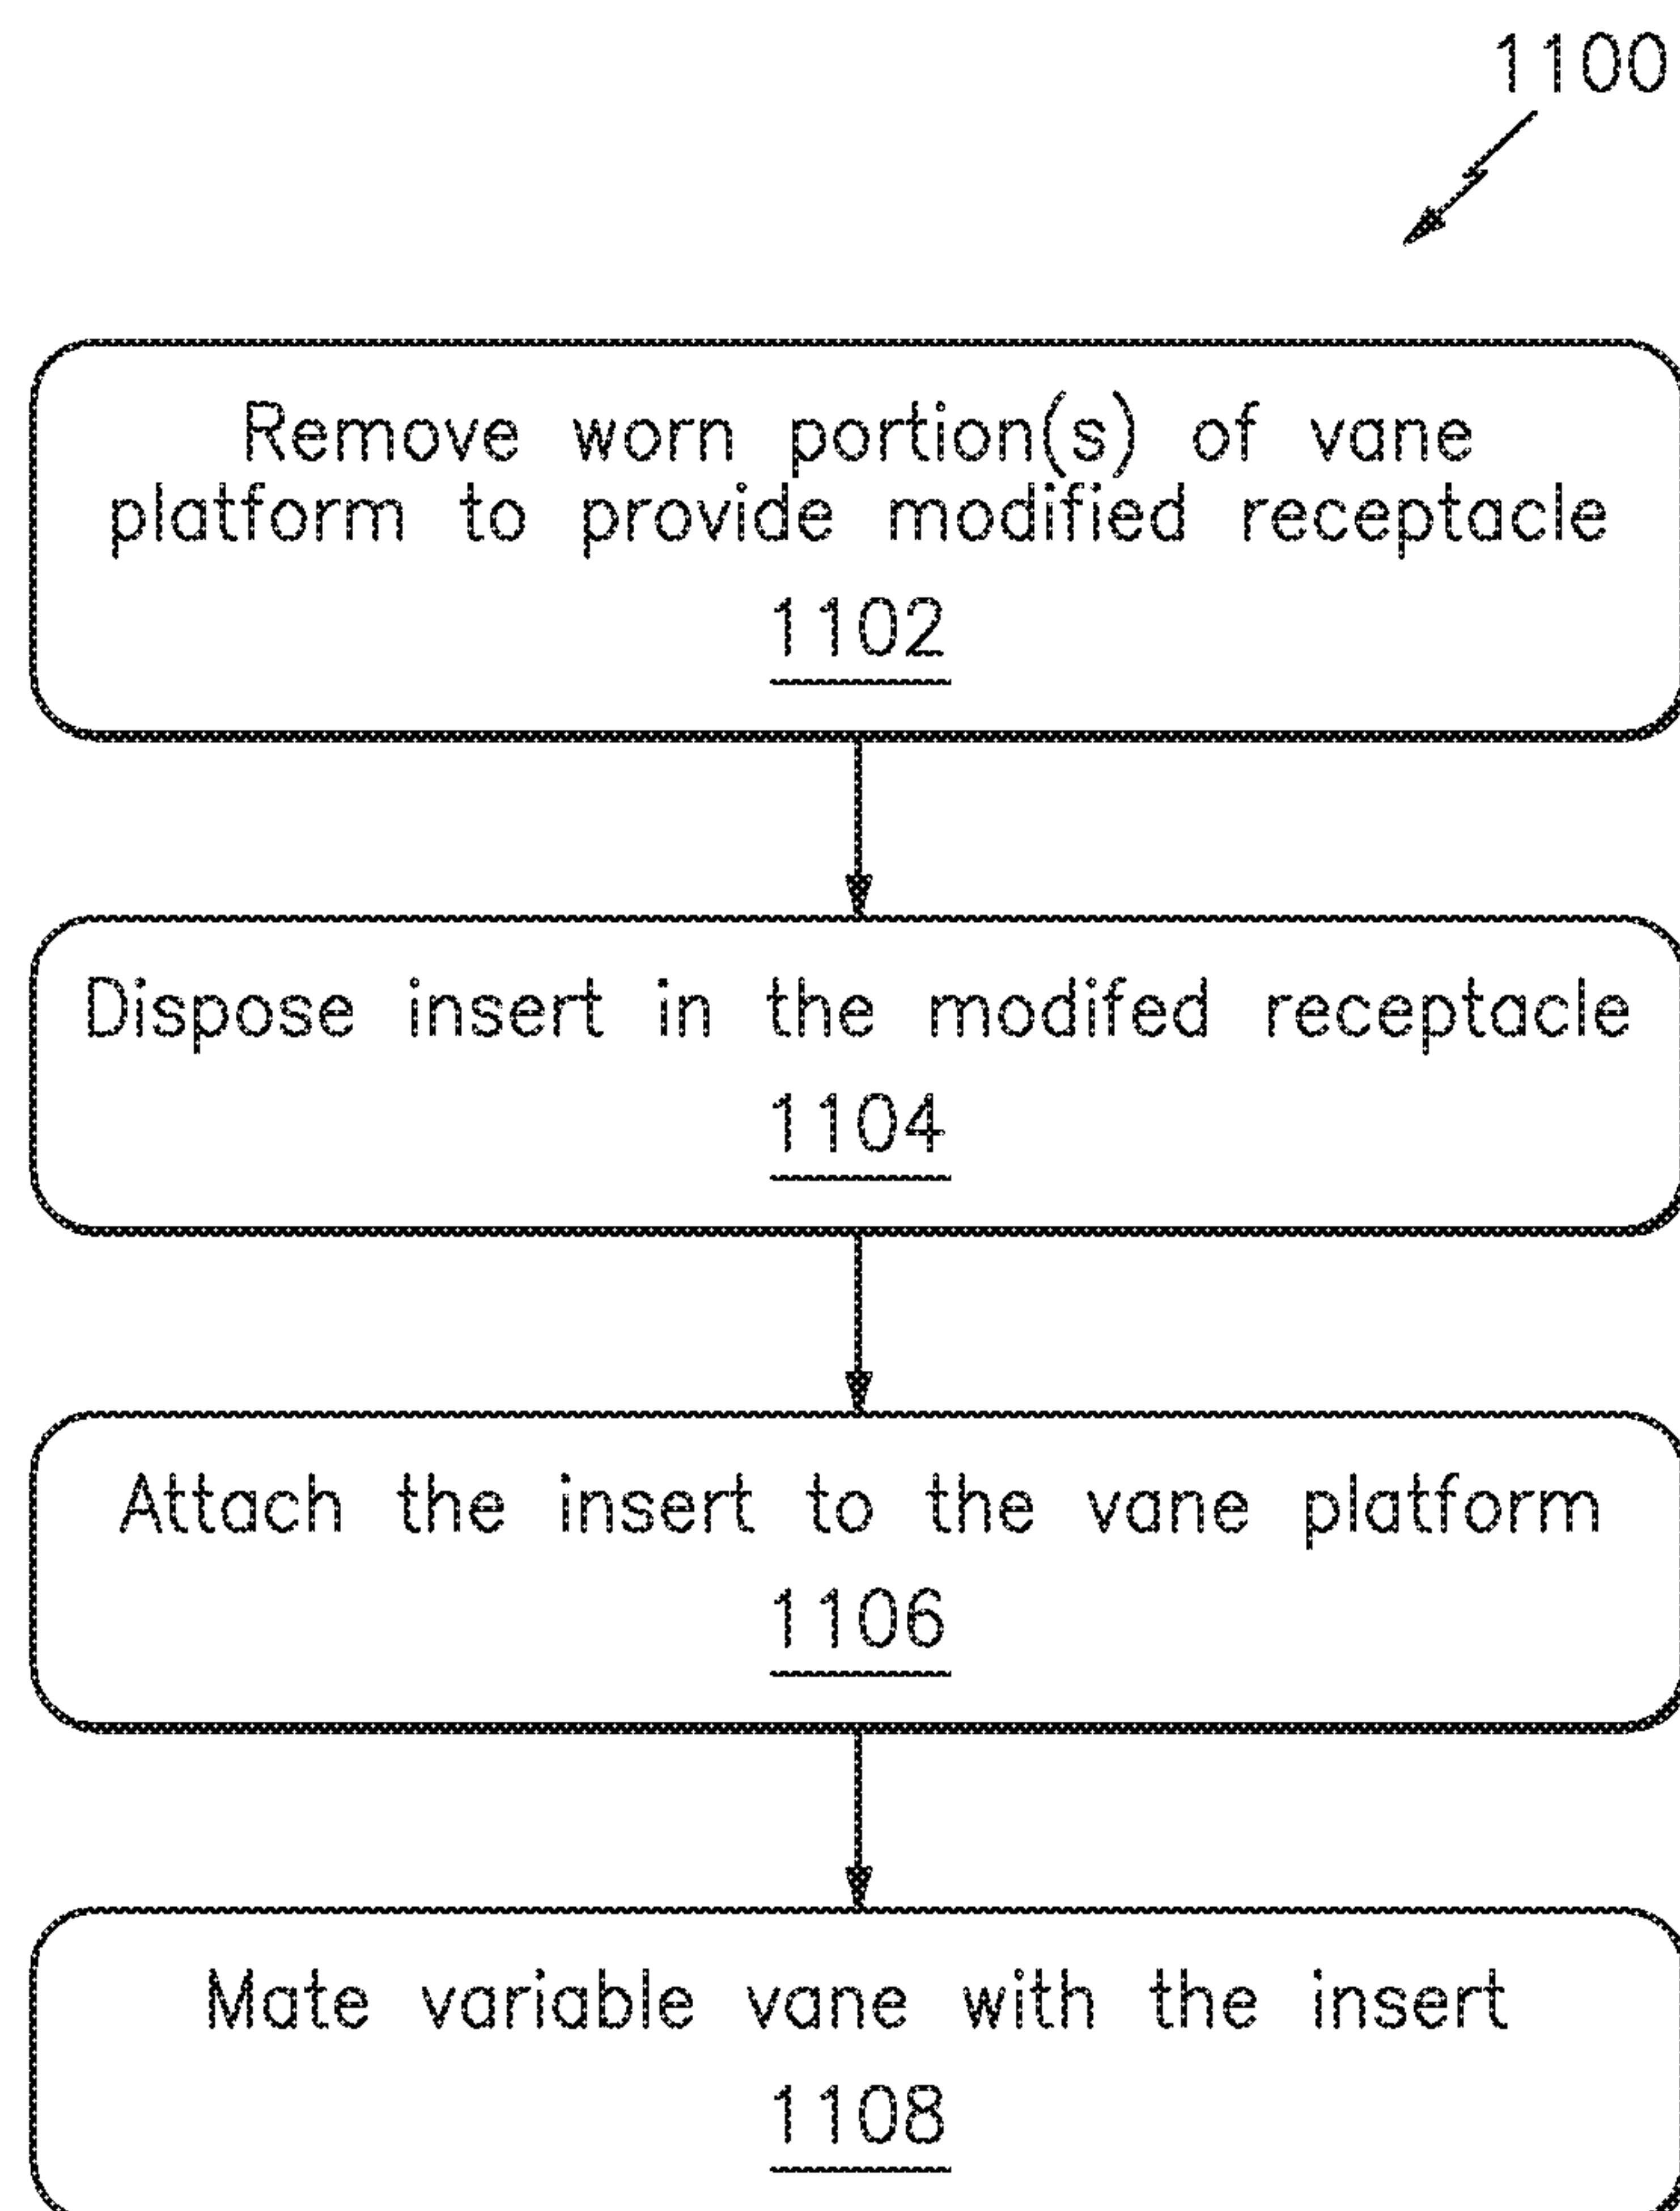 1100
Remove worn portion(s) of vane
platform to provide modified receptacle
1102
Dispose insert in the modifed receptacle
1104
Attach the insert to the vane platform
1106
Mate variable vane with the insert
1108